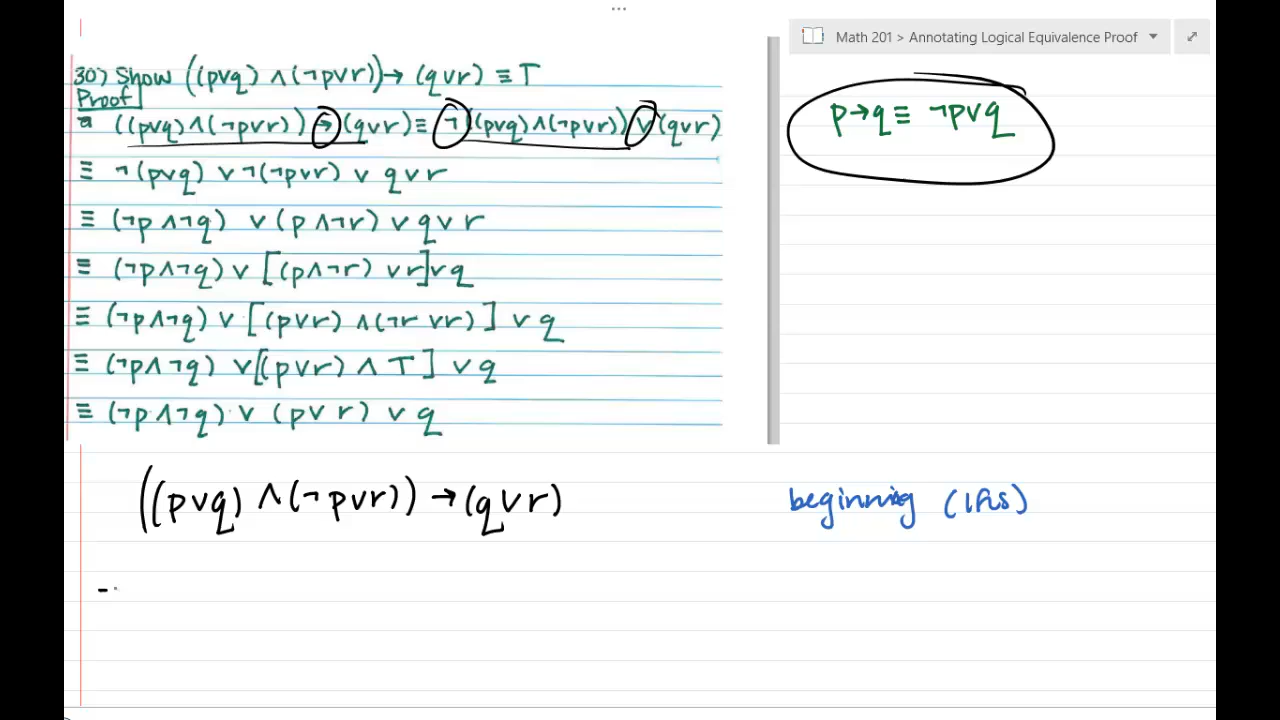 Math 201 > Annotating Logical Equivalence Proof
30) Show ((p∨q) ∧(¬p∨r))→ (q∨r) ≡ T
Proof
((p∨q)∧(¬p∨r)) → (q∨r) ≡ ¬((p∨q)∧(¬p∨r)) ∨ (q∨r)
≡ ¬(p∨q) ∨¬(¬p∨r) ∨ q∨r
≡ (¬p∧¬q) ∨ (p∧¬r) ∨ q∨r
≡ (¬p∧¬q) ∨ [(p∧¬r) ∨r]∨q
≡ (¬p∧¬q) ∨ [(p∨r) ∧(¬r∨r)] ∨ q
≡ (¬p∧¬q) ∨[(p∨r) ∧ T] ∨ q
≡ (¬p∧¬q) ∨ (p∨r) ∨ q
p→q ≡ ¬p∨q
((p∨q) ∧(¬p∨r)) →(q∨r)
beginning (LHS)